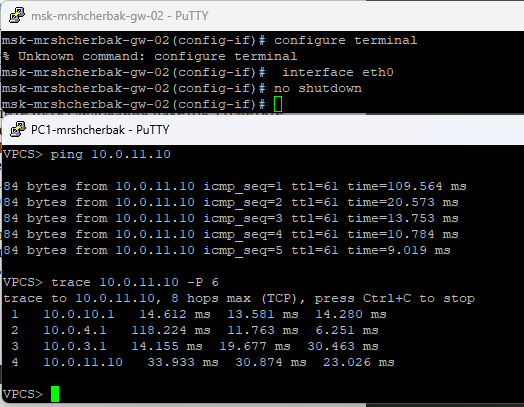 msk-mrshcherbak-gw-02 - PuTTY
msk-mrshcherbak-gw-02(config-if)# configure terminal
% Unknown command: configure terminal
msk-mrshcherbak-gw-02(config-if)#  interface eth0
msk-mrshcherbak-gw-02(config-if)# no shutdown
msk-mrshcherbak-gw-02(config-if)#
PC1-mrshcherbak - PuTTY
VPCS> ping 10.0.11.10
84 bytes from 10.0.11.10 icmp_seq=1 ttl=61 time=109.564 ms
84 bytes from 10.0.11.10 icmp_seq=2 ttl=61 time=20.573 ms
84 bytes from 10.0.11.10 icmp_seq=3 ttl=61 time=13.753 ms
84 bytes from 10.0.11.10 icmp_seq=4 ttl=61 time=10.784 ms
84 bytes from 10.0.11.10 icmp_seq=5 ttl=61 time=9.019 ms
VPCS> trace 10.0.11.10 -P 6
trace to 10.0.11.10, 8 hops max (TCP), press Ctrl+C to stop
1   10.0.10.1   14.612 ms  13.581 ms  14.280 ms
2   10.0.4.1   118.224 ms  11.763 ms  6.251 ms
3   10.0.3.1   14.155 ms  19.677 ms  30.463 ms
4   10.0.11.10   33.933 ms  30.874 ms  23.026 ms
VPCS>